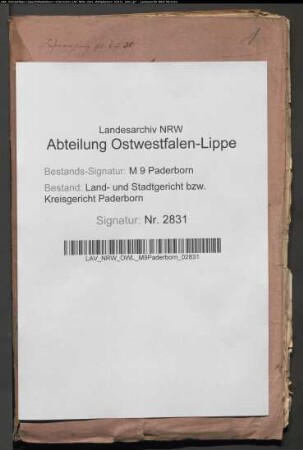 1
Landesarchiv NRW
Abteilung Ostwestfalen-Lippe
Bestands-Signatur: M 9 Paderborn
Bestand: Land- und Stadtgericht bzw.
Kreisgericht Paderborn
Signatur: Nr. 2831
LAV_NRW_OWL_M9Paderborn_02831